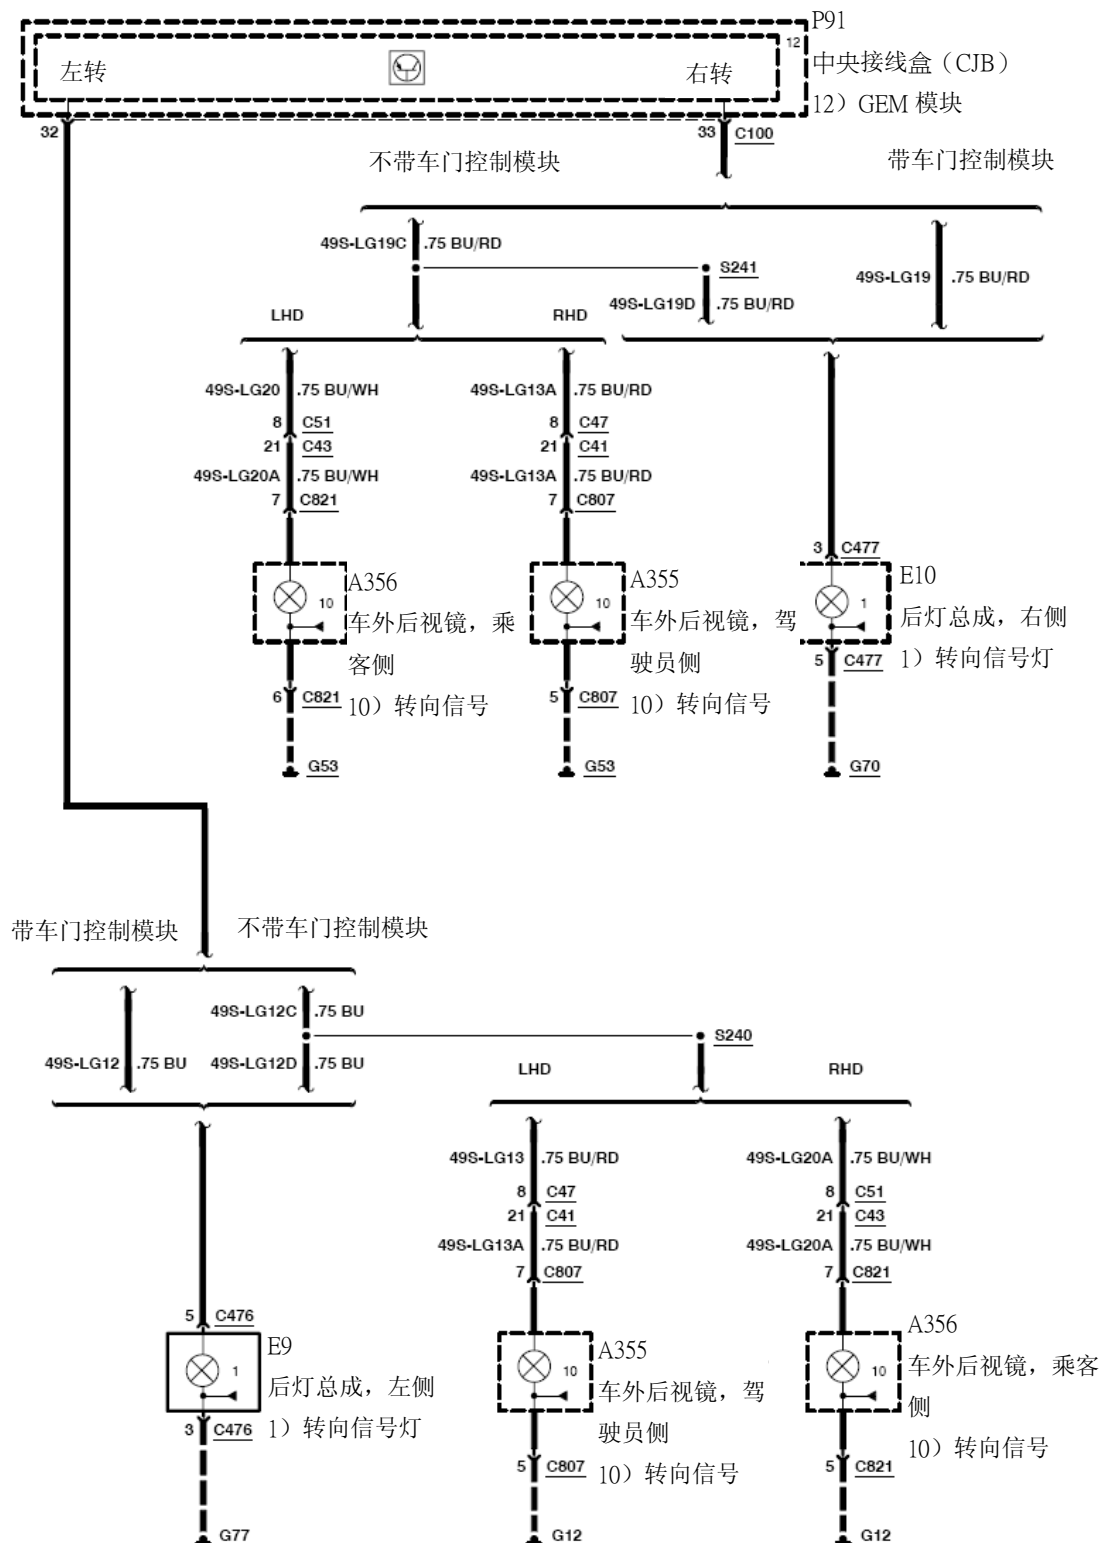 P91
12
左转
右转
中央接线盒（CJB）
12）GEM 模块
32
33 C100
不带车门控制模块
带车门控制模块
49S-LG19C .75 BU/RD
S241
49S-LG19 .75 BU/RD
49S-LG19D .75 BU/RD
LHD
RHD
49S-LG20 .75 BU/WH
49S-LG13A .75 BU/RD
8 C51
8 C47
21 C43
21 C41
49S-LG20A .75 BU/WH
49S-LG13A .75 BU/RD
7 C821
7 C807
3 C477
A356
10
车外后视镜，乘
客侧
10）转向信号
A355
10
车外后视镜，驾
驶员侧
10）转向信号
E10
1
后灯总成，右侧
1）转向信号灯
6 C821
5 C807
5 C477
G53
G53
G70
带车门控制模块
不带车门控制模块
49S-LG12C .75 BU
S240
49S-LG12 .75 BU
49S-LG12D .75 BU
LHD
RHD
49S-LG13 .75 BU/RD
49S-LG20A .75 BU/WH
8 C47
8 C51
21 C41
21 C43
49S-LG13A .75 BU/RD
49S-LG20A .75 BU/WH
7 C807
7 C821
5 C476
E9
1
后灯总成，左侧
1）转向信号灯
A355
10
车外后视镜，驾
驶员侧
10）转向信号
A356
10
车外后视镜，乘客
侧
10）转向信号
3 C476
5 C807
5 C821
G77
G12
G12